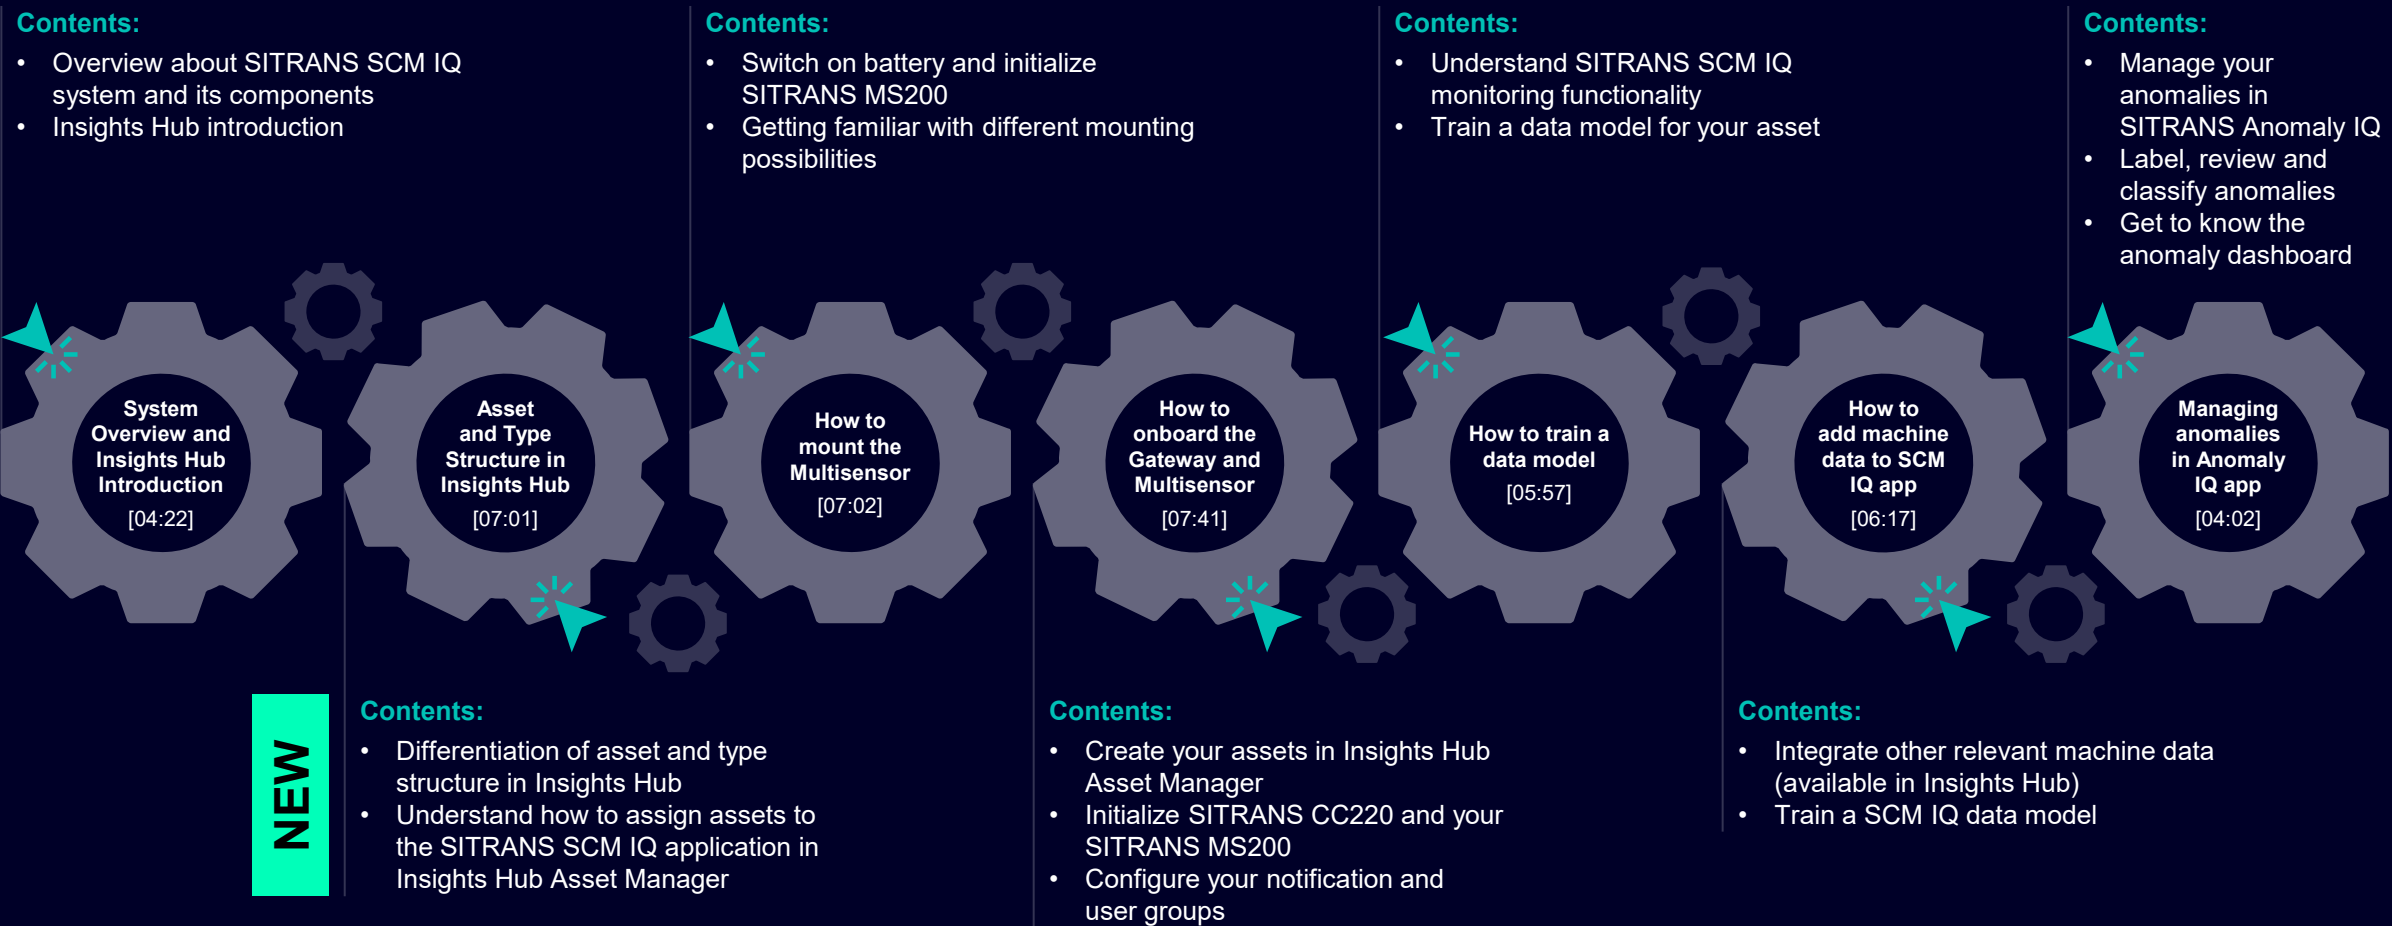 Contents:
• Overview about SITRANS SCM IQ
system and its components
• Insights Hub introduction
Contents:
• Switch on battery and initialize
SITRANS MS200
• Getting familiar with different mounting
possibilities
Contents:
• Understand SITRANS SCM IQ
monitoring functionality
• Train a data model for your asset
Contents:
• Manage your
anomalies in
SITRANS Anomaly IQ
• Label, review and
classify anomalies
• Get to know the
anomaly dashboard
System
Overview and
Insights Hub
Introduction
[04:22]
Asset
and Type
Structure in
Insights Hub
[07:01]
How to
mount the
Multisensor
[07:02]
How to
onboard the
Gateway and
Multisensor
[07:41]
How to train a
data model
[05:57]
How to
add machine
data to SCM
IQ app
[06:17]
Managing
anomalies
in Anomaly
IQ app
[04:02]
NEW
Contents:
• Differentiation of asset and type
structure in Insights Hub
• Understand how to assign assets to
the SITRANS SCM IQ application in
Insights Hub Asset Manager
Contents:
• Create your assets in Insights Hub
Asset Manager
• Initialize SITRANS CC220 and your
SITRANS MS200
• Configure your notification and
user groups
Contents:
• Integrate other relevant machine data
(available in Insights Hub)
• Train a SCM IQ data model